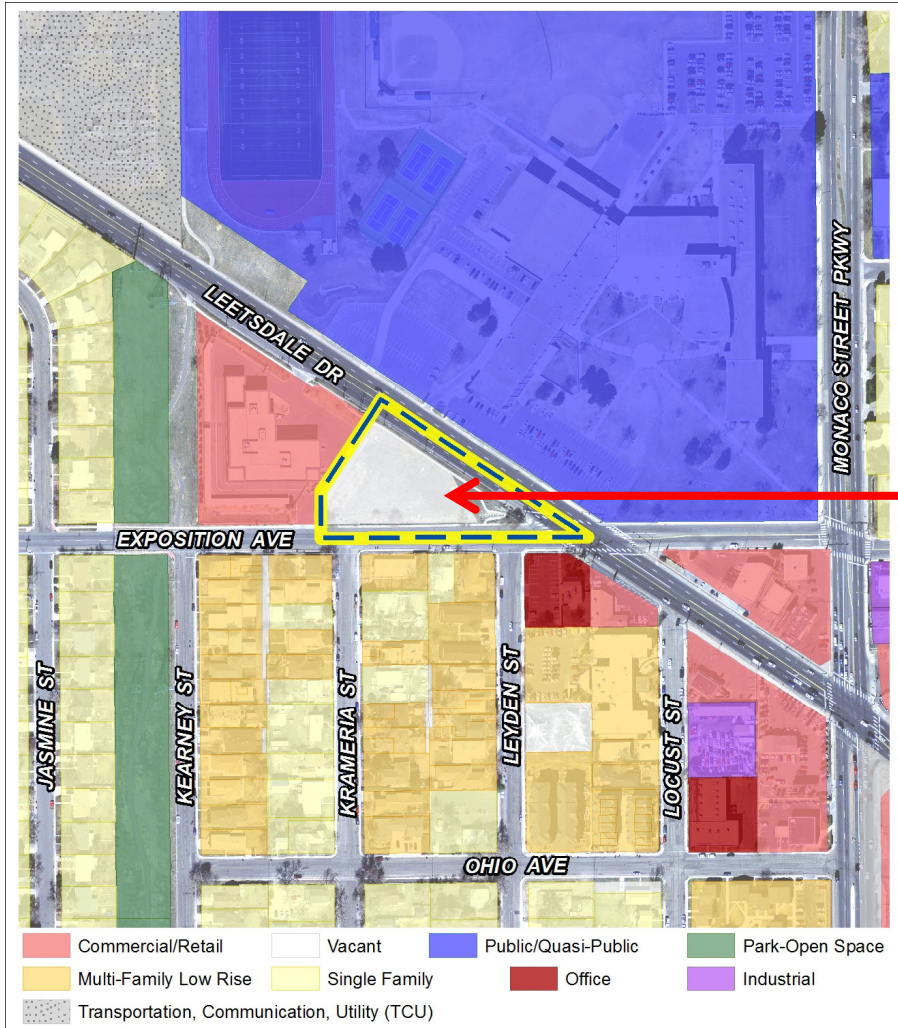 LEETSDALE DR
MONACO STREET PKWY
EXPOSITION AVE
JASMINE ST
KEARNEY ST
KRAMERIA ST
LEYDEN ST
LOCUST ST
OHIO AVE
Commercial/Retail
Vacant
Public/Quasi-Public
Park-Open Space
Multi-Family Low Rise
Single Family
Office
Industrial
Transportation, Communication, Utility (TCU)